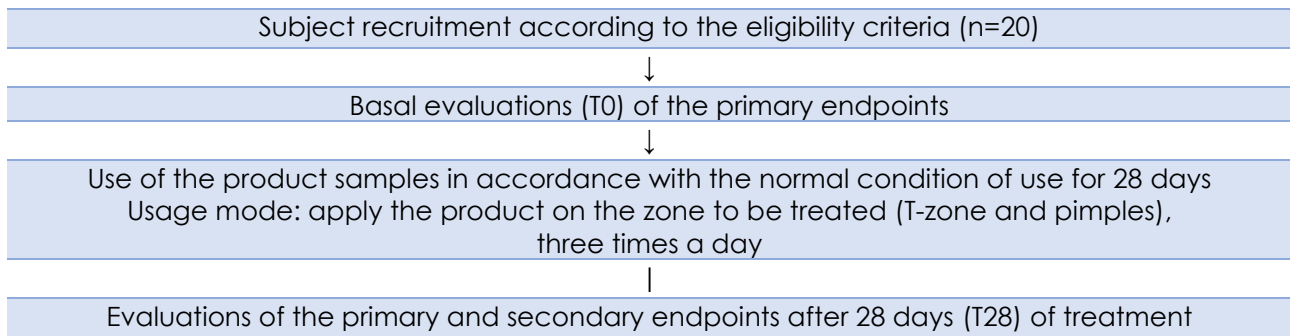 Subject recruitment according to the eligibility criteria (n=20)
↓
Basal evaluations (T0) of the primary endpoints
↓
Use of the product samples in accordance with the normal condition of use for 28 days
Usage mode: apply the product on the zone to be treated (T-zone and pimples),
three times a day
|
Evaluations of the primary and secondary endpoints after 28 days (T28) of treatment